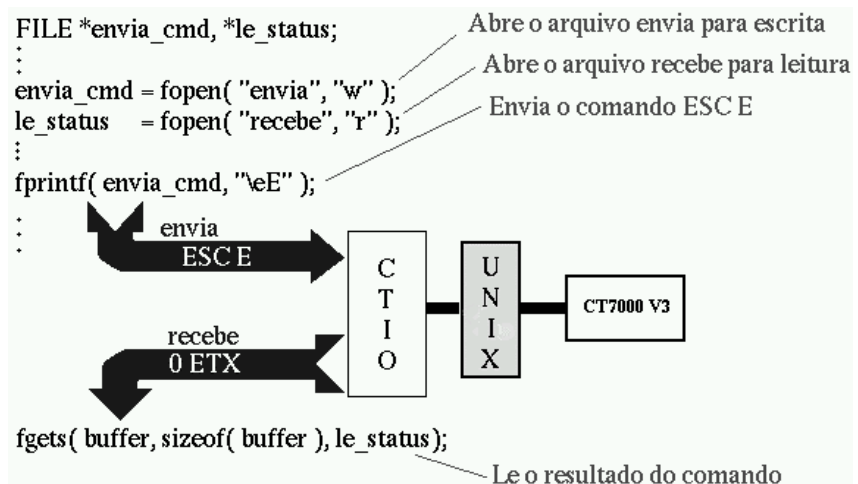 FILE *envia_cmd, *le_status;
Abre o arquivo envia para escrita
envia_cmd = fopen( "envia", "w" );
Abre o arquivo recebe para leitura
le_status = fopen( "recebe", "r" );
Envia o comando ESC E
fprintf( envia_cmd, "\eE" );
envia
ESC E
CTIO
UNIX
CT7000 V3
recebe
0 ETX
fgets( buffer, sizeof( buffer ), le_status );
Le o resultado do comando